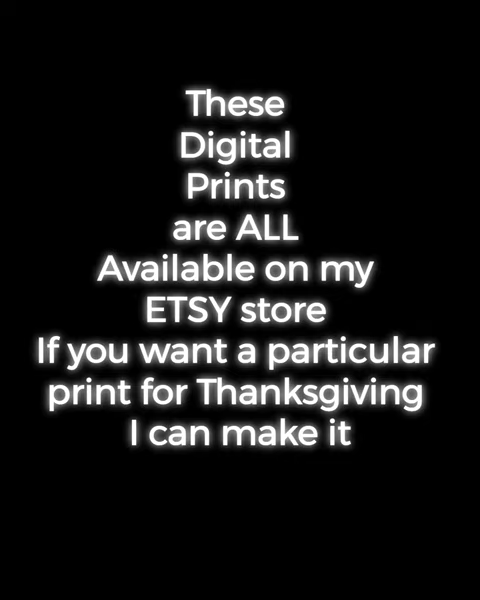 These
Digital
Prints
are ALL
Available on my
ETSY store
If you want a particular
print for Thanksgiving
I can make it